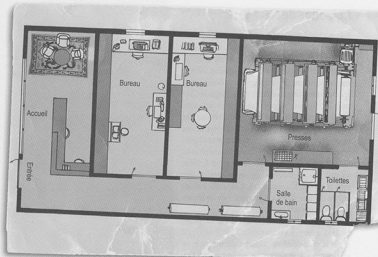 Bureau
Bureau
Accueil
Presses
X
Entrée
Salle
de bain
Toilettes